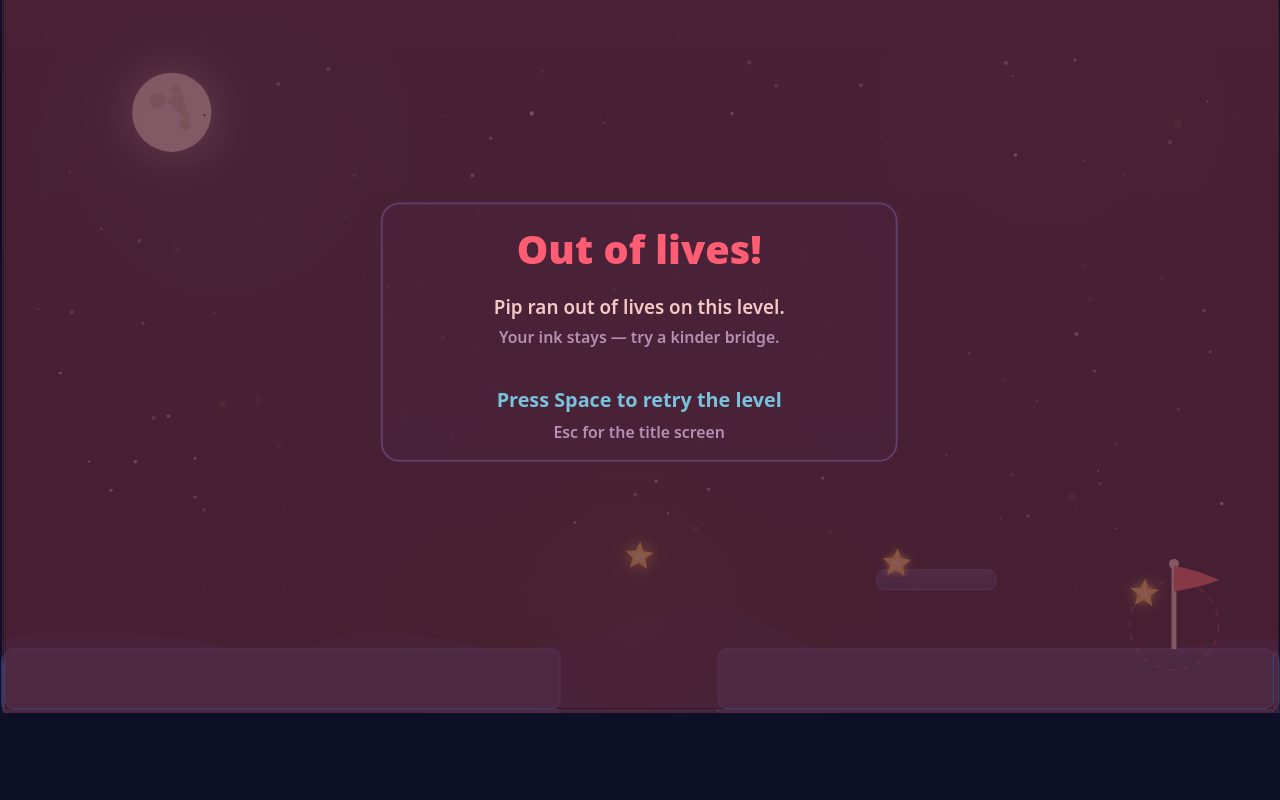 Out of lives!
Pip ran out of lives on this level.
Your ink stays — try a kinder bridge.
Press Space to retry the level
Esc for the title screen